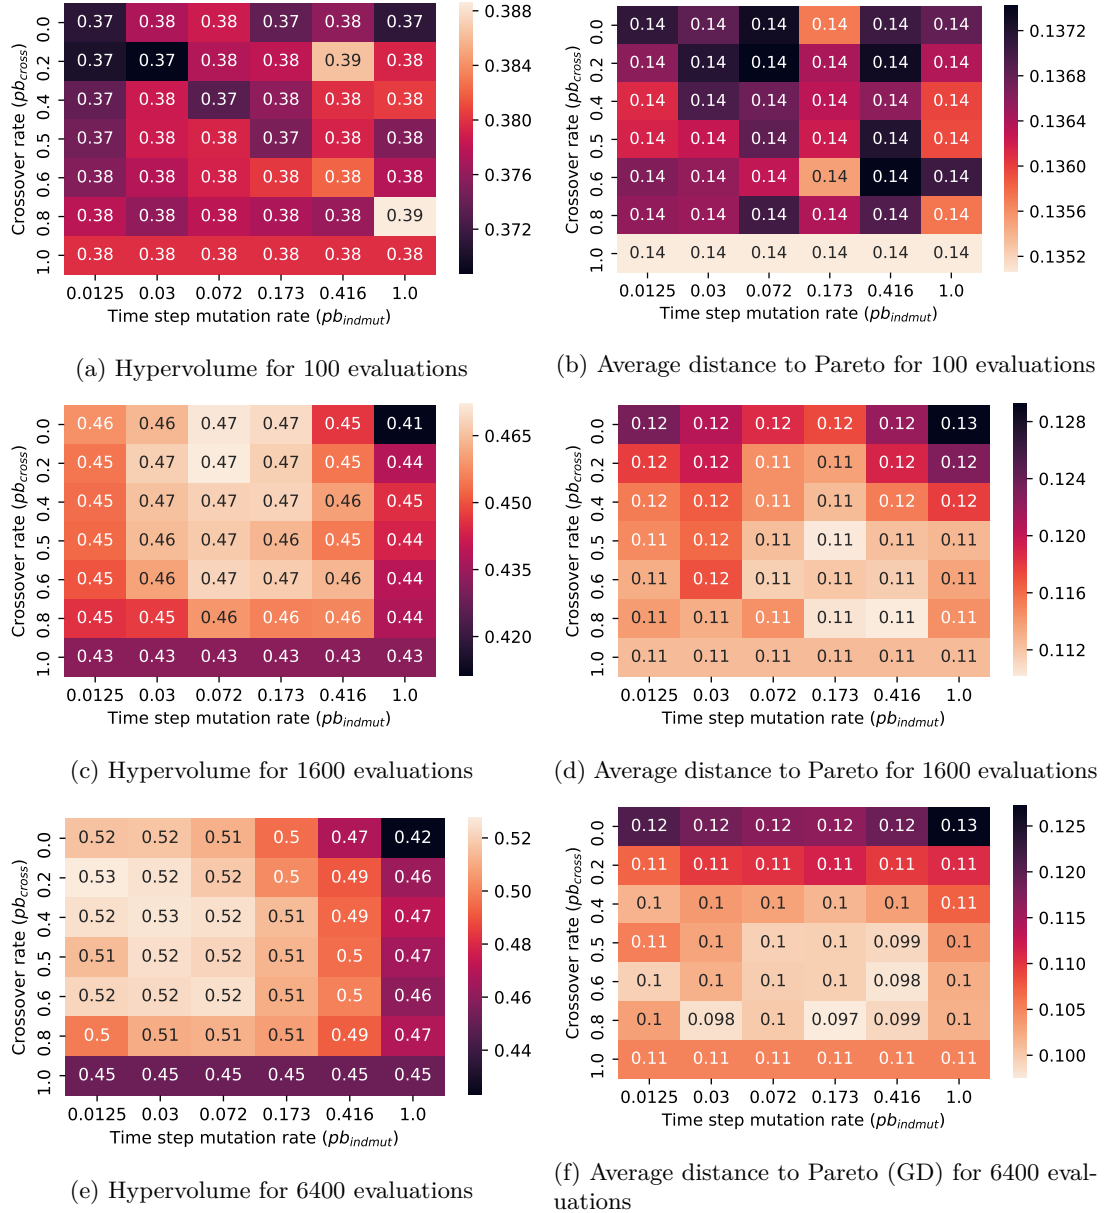 0.0 0.37 0.38 0.38 0.37 0.38 0.37
0.2 0.37 0.37 0.38 0.38 0.39 0.38
0.4 0.37 0.38 0.37 0.38 0.38 0.38
0.5 0.37 0.38 0.38 0.37 0.38 0.38
0.6 0.38 0.38 0.38 0.38 0.38 0.38
0.8 0.38 0.38 0.38 0.38 0.38 0.39
1.0 0.38 0.38 0.38 0.38 0.38 0.38
0.0125 0.03 0.072 0.173 0.416 1.0
Time step mutation rate (pb_indmut)
Crossover rate (pb_cross)
0.388
0.384
0.380
0.376
0.372
(a) Hypervolume for 100 evaluations
0.0 0.14 0.14 0.14 0.14 0.14 0.14
0.2 0.14 0.14 0.14 0.14 0.14 0.14
0.4 0.14 0.14 0.14 0.14 0.14 0.14
0.5 0.14 0.14 0.14 0.14 0.14 0.14
0.6 0.14 0.14 0.14 0.14 0.14 0.14
0.8 0.14 0.14 0.14 0.14 0.14 0.14
1.0 0.14 0.14 0.14 0.14 0.14 0.14
0.0125 0.03 0.072 0.173 0.416 1.0
Time step mutation rate (pb_indmut)
Crossover rate (pb_cross)
0.1372
0.1368
0.1364
0.1360
0.1356
0.1352
(b) Average distance to Pareto for 100 evaluations
0.0 0.46 0.46 0.47 0.47 0.45 0.41
0.2 0.45 0.47 0.47 0.47 0.45 0.44
0.4 0.45 0.47 0.47 0.47 0.46 0.45
0.5 0.45 0.46 0.47 0.46 0.45 0.44
0.6 0.45 0.46 0.47 0.47 0.46 0.44
0.8 0.45 0.45 0.46 0.46 0.46 0.44
1.0 0.43 0.43 0.43 0.43 0.43 0.43
0.0125 0.03 0.072 0.173 0.416 1.0
Time step mutation rate (pb_indmut)
Crossover rate (pb_cross)
0.465
0.450
0.435
0.420
(c) Hypervolume for 1600 evaluations
0.0 0.12 0.12 0.12 0.12 0.12 0.13
0.2 0.12 0.12 0.11 0.11 0.12 0.12
0.4 0.12 0.12 0.11 0.11 0.12 0.12
0.5 0.11 0.12 0.11 0.11 0.11 0.11
0.6 0.11 0.12 0.11 0.11 0.11 0.11
0.8 0.11 0.11 0.11 0.11 0.11 0.11
1.0 0.11 0.11 0.11 0.11 0.11 0.11
0.0125 0.03 0.072 0.173 0.416 1.0
Time step mutation rate (pb_indmut)
Crossover rate (pb_cross)
0.128
0.124
0.120
0.116
0.112
(d) Average distance to Pareto for 1600 evaluations
0.0 0.52 0.52 0.51 0.5 0.47 0.42
0.2 0.53 0.52 0.52 0.5 0.49 0.46
0.4 0.52 0.53 0.52 0.51 0.49 0.47
0.5 0.51 0.52 0.52 0.51 0.5 0.47
0.6 0.52 0.52 0.52 0.51 0.5 0.46
0.8 0.5 0.51 0.51 0.51 0.49 0.47
1.0 0.45 0.45 0.45 0.45 0.45 0.45
0.0125 0.03 0.072 0.173 0.416 1.0
Time step mutation rate (pb_indmut)
Crossover rate (pb_cross)
0.52
0.50
0.48
0.46
0.44
(e) Hypervolume for 6400 evaluations
0.0 0.12 0.12 0.12 0.12 0.12 0.13
0.2 0.11 0.11 0.11 0.11 0.11 0.11
0.4 0.1 0.1 0.1 0.1 0.1 0.11
0.5 0.11 0.1 0.1 0.1 0.099 0.1
0.6 0.1 0.1 0.1 0.1 0.098 0.1
0.8 0.1 0.098 0.1 0.097 0.099 0.1
1.0 0.11 0.11 0.11 0.11 0.11 0.11
0.0125 0.03 0.072 0.173 0.416 1.0
Time step mutation rate (pb_indmut)
Crossover rate (pb_cross)
0.125
0.120
0.115
0.110
0.105
0.100
(f) Average distance to Pareto (GD) for 6400 eval-
uations